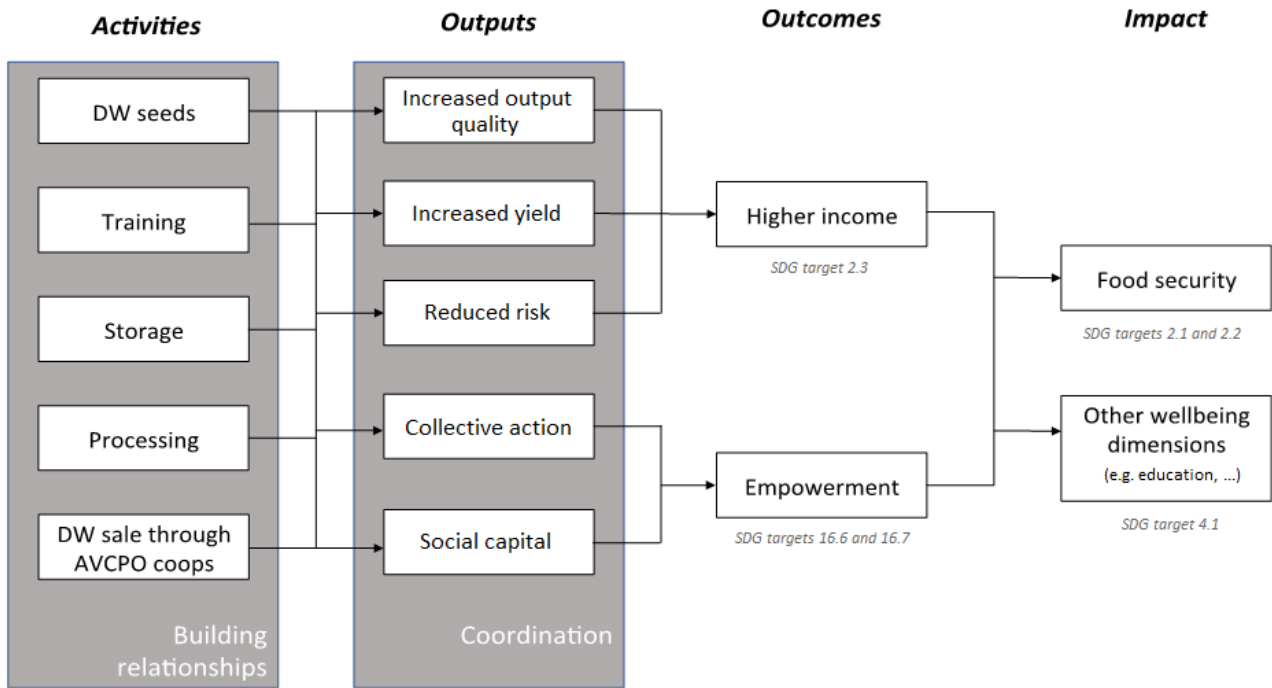 Activities
Outputs
Outcomes
Impact
DW seeds
Training
Storage
Processing
DW sale through
AVCPO coops
Building
relationships
Increased output
quality
Increased yield
Reduced risk
Collective action
Social capital
Coordination
Higher income
SDG target 2.3
Empowerment
SDG targets 16.6 and 16.7
Food security
SDG targets 2.1 and 2.2
Other wellbeing
dimensions
(e.g. education, ...)
SDG target 4.1